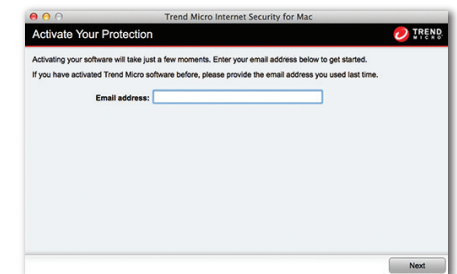 Trend Micro Internet Security for Mac
Activate Your Protection
TREND
MICRO
Activating your software will take just a few moments. Enter your email address below to get started.
If you have activated Trend Micro software before, please provide the email address you used last time.
Email address:
Next